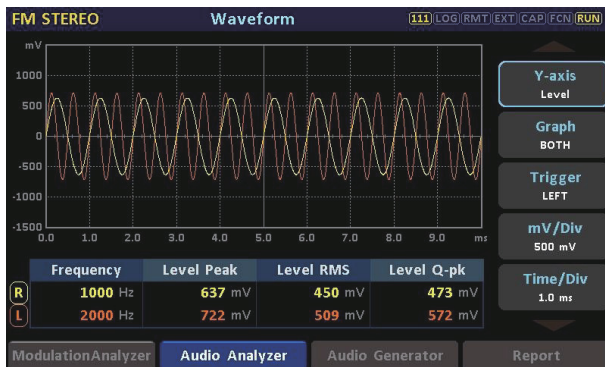 FM STEREO Waveform 111 LOG RMT EXT CAP FCN RUN
mV
1000
500
0
-500
-1000
-1500
0.0 1.0 2.0 3.0 4.0 5.0 6.0 7.0 8.0 9.0 ms
Y-axis
Level
Graph
BOTH
Trigger
LEFT
mV/Div
500 mV
Time/Div
1.0 ms
Frequency Level Peak Level RMS Level Q-pk
R 1000 Hz 637 mV 450 mV 473 mV
L 2000 Hz 722 mV 509 mV 572 mV
ModulationAnalyzer Audio Analyzer Audio Generator Report